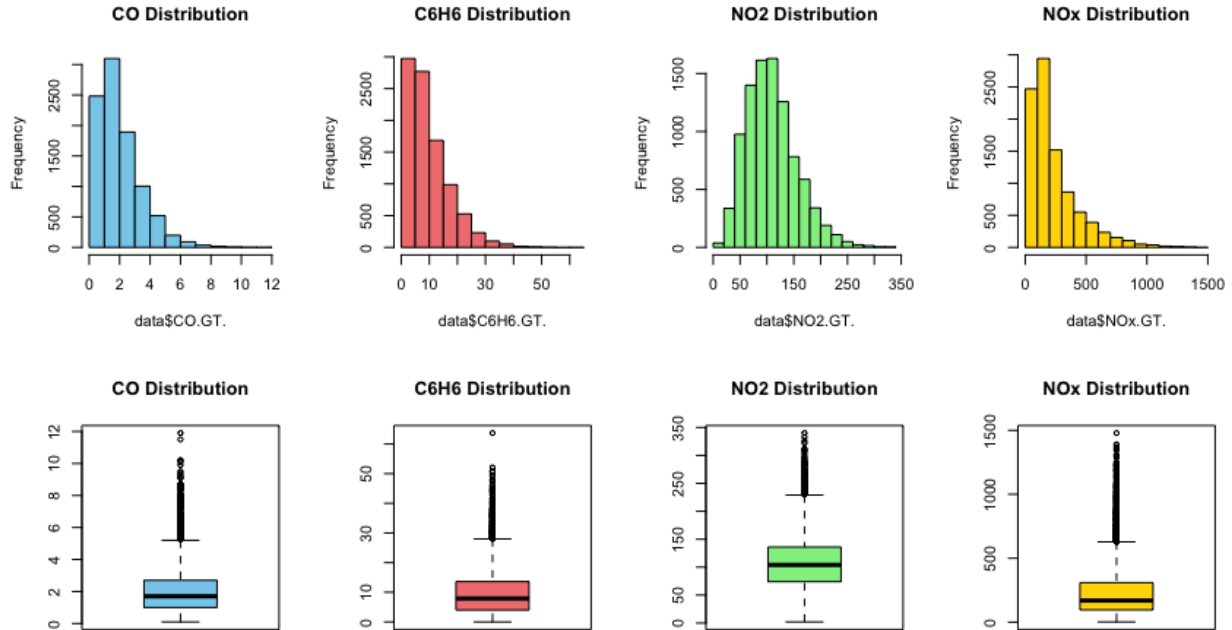 CO Distribution
Frequency
0 500 1500 2500
0 2 4 6 8 10 12
data$CO.GT.
C6H6 Distribution
Frequency
0 500 1500 2500
0 10 30 50
data$C6H6.GT.
NO2 Distribution
Frequency
0 500 1000 1500
0 50 150 250 350
data$NO2.GT.
NOx Distribution
Frequency
0 500 1500 2500
0 500 1000 1500
data$NOx.GT.
CO Distribution
0 2 4 6 8 10 12
C6H6 Distribution
0 10 30 50
NO2 Distribution
0 50 150 250 350
NOx Distribution
0 500 1000 1500